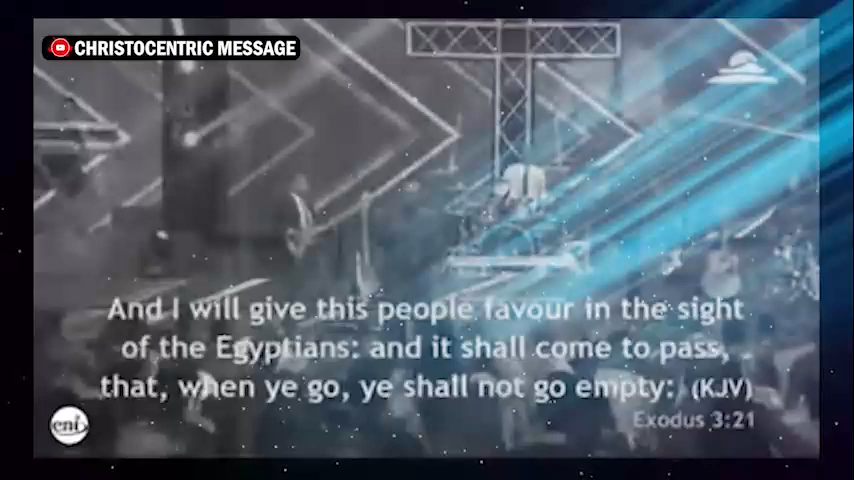 CHRISTOCENTRIC MESSAGE
And I will give this people favour in the sight
of the Egyptians: and it shall come to pass,
that, when ye go, ye shall not go empty: (KJV)
Exodus 3:21
eni